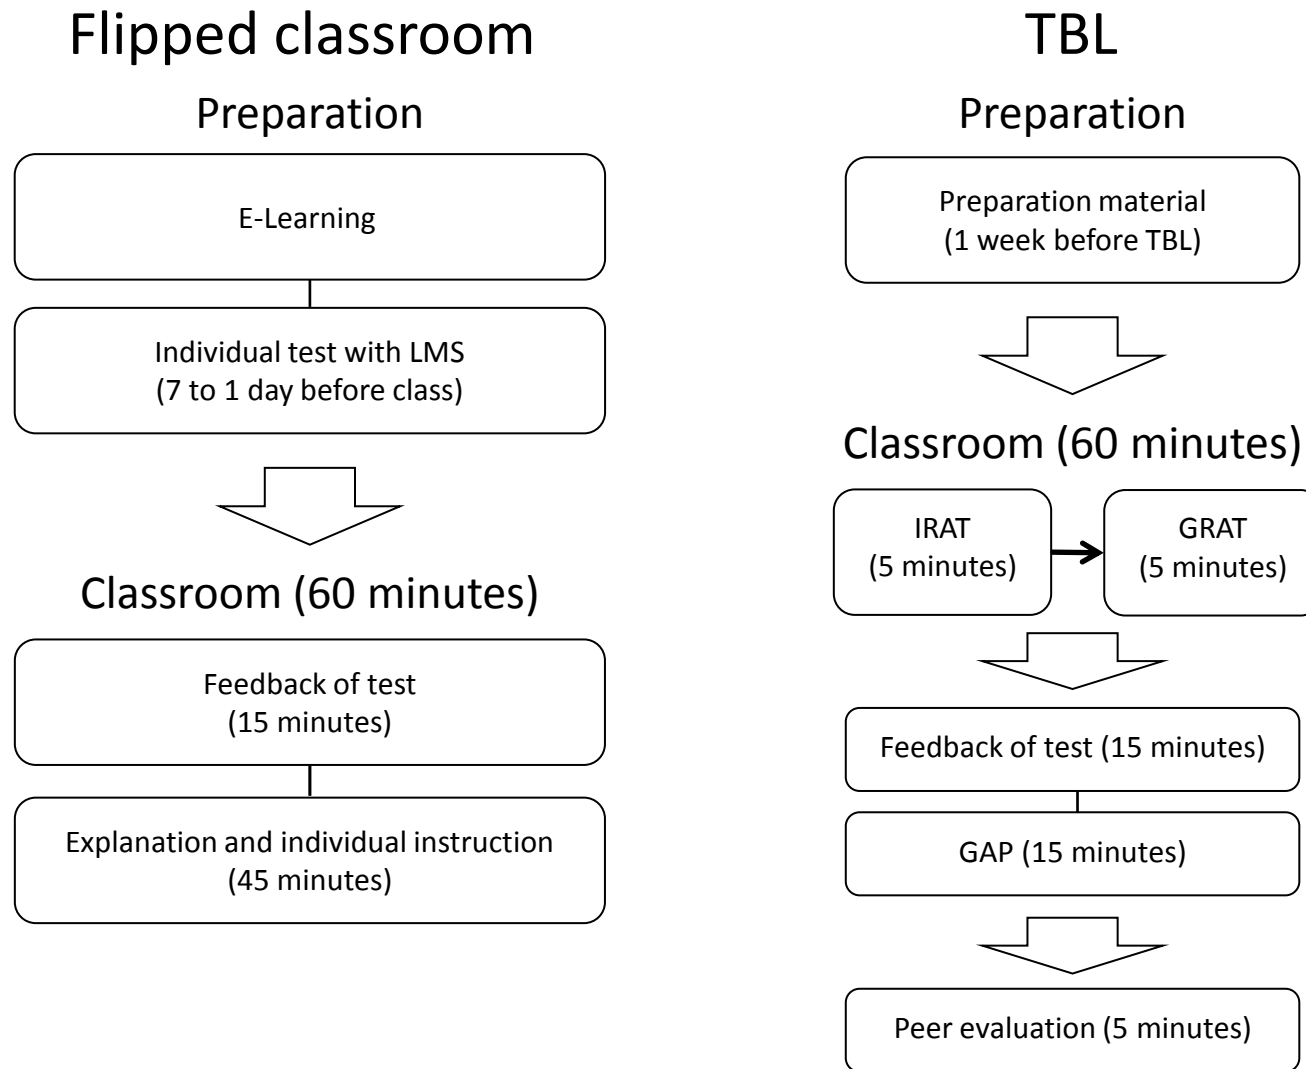 Flipped classroom
Preparation
E-Learning
Individual test with LMS
(7 to 1 day before class)
Classroom (60 minutes)
Feedback of test
(15 minutes)
Explanation and individual instruction
(45 minutes)
TBL
Preparation
Preparation material
(1 week before TBL)
Classroom (60 minutes)
IRAT
(5 minutes)
GRAT
(5 minutes)
Feedback of test (15 minutes)
GAP (15 minutes)
Peer evaluation (5 minutes)